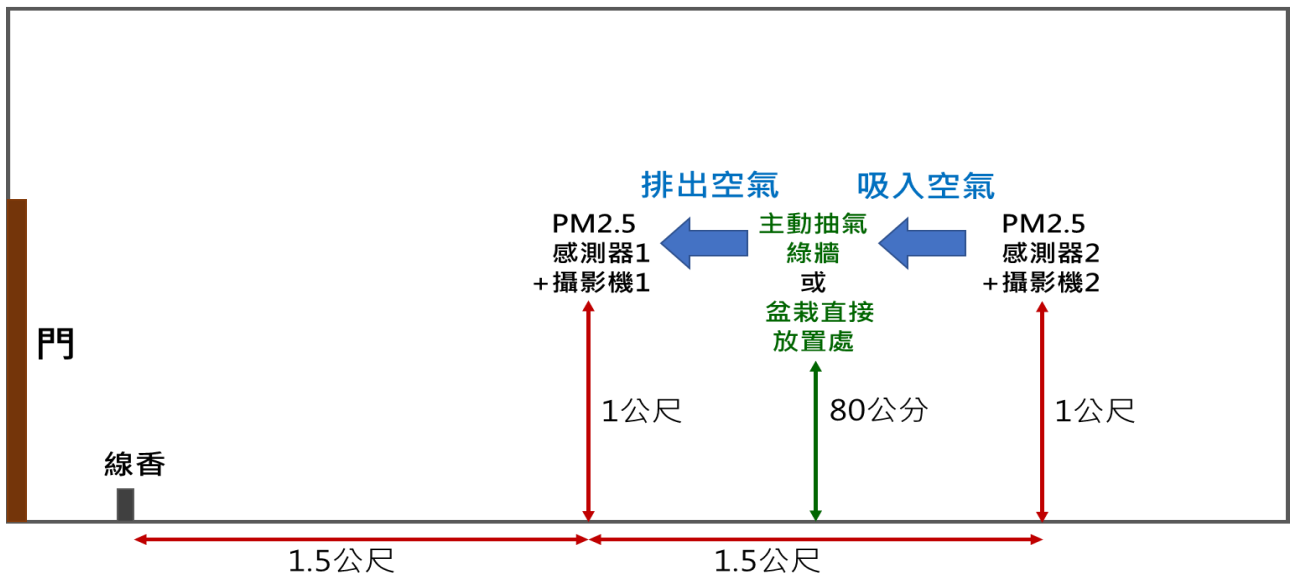 排出空氣
吸入空氣
PM2.5
感測器1
+攝影機1
主動抽氣
綠牆
或
盆栽直接
放置處
PM2.5
感測器2
+攝影機2
門
1公尺
80公分
1公尺
線香
1.5公尺
1.5公尺